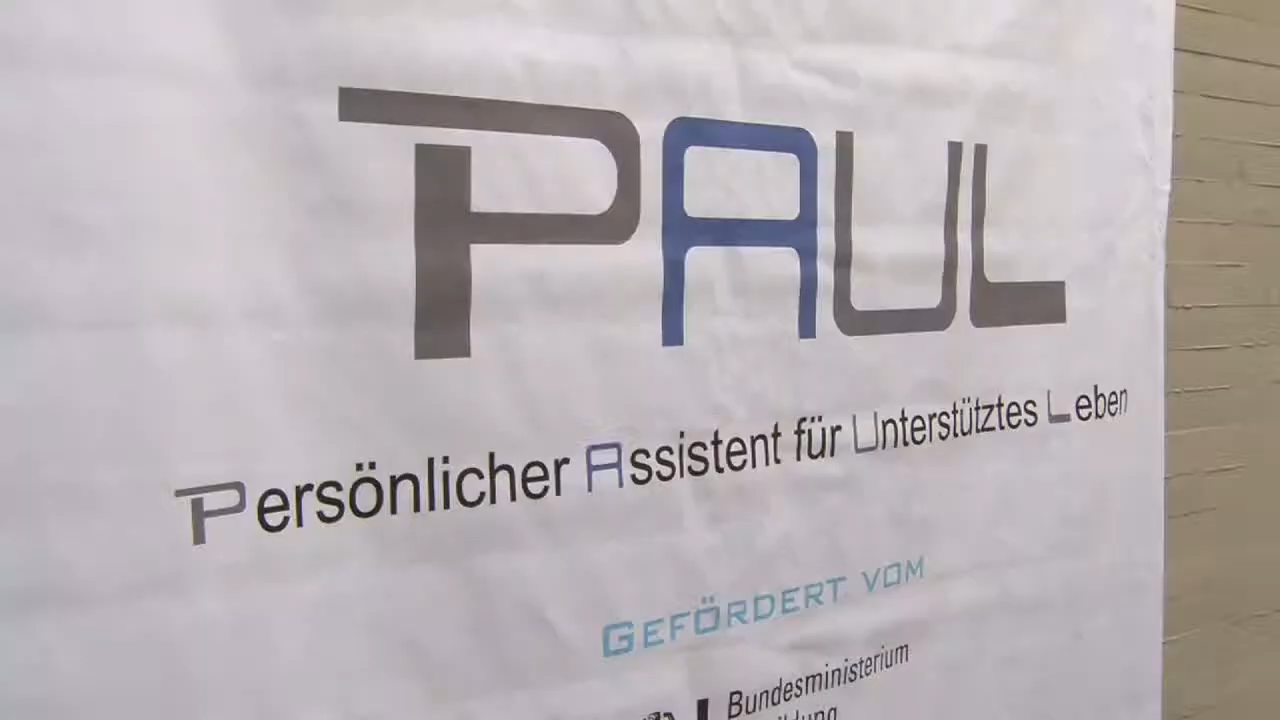 PAUL
Persönlicher Assistent für Unterstütztes Leben
GEFÖRDERT VOM
Bundesministerium